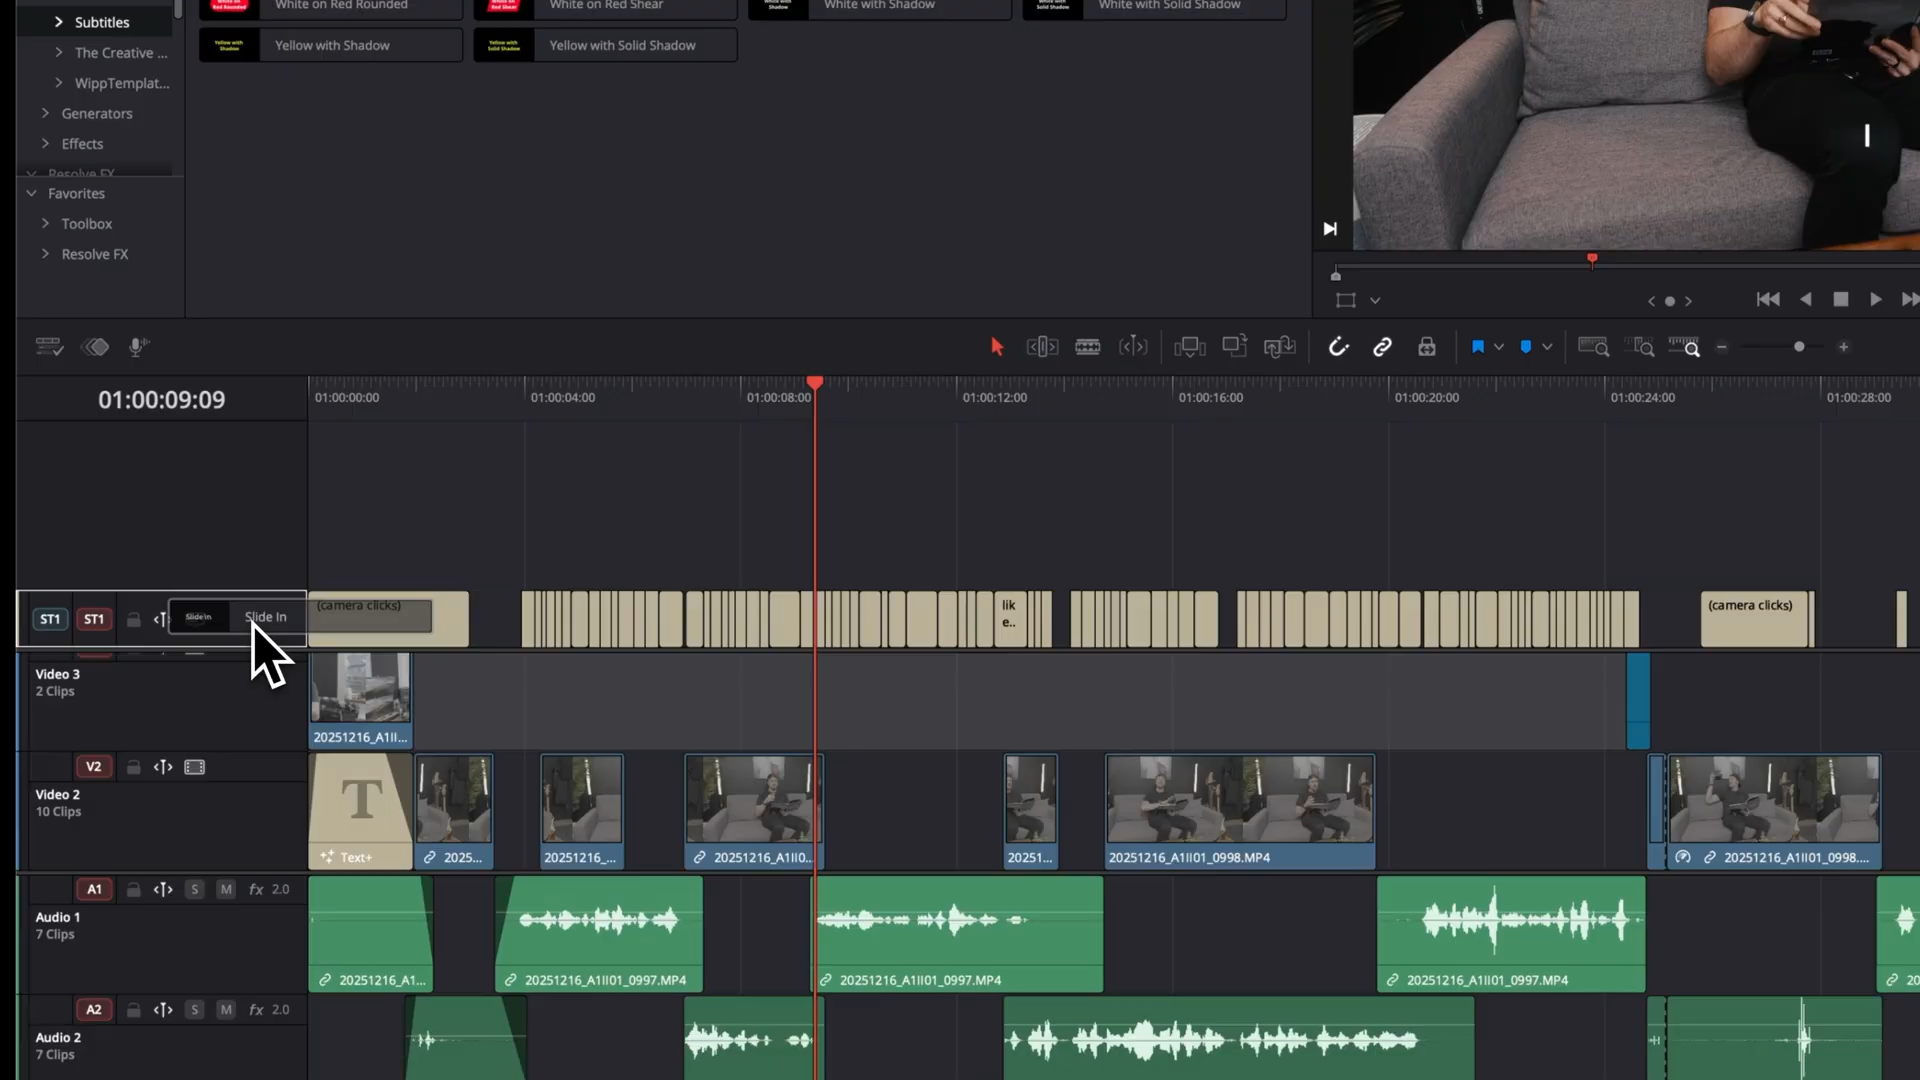 Subtitles
White on Red Rounded
White on Red Shear
White with Shadow
White with Solid Shadow
The Creative ...
Yellow with Shadow
Yellow with Solid Shadow
WippTemplat...
Generators
Effects
Resolve FX
Favorites
Toolbox
Resolve FX
01:00:09:09
01:00:00:00
01:00:04:00
01:00:08:00
01:00:12:00
01:00:16:00
01:00:20:00
01:00:24:00
01:00:28:00
ST1
ST1
Slide In
Slide In
(camera clicks)
lik
e..
(camera clicks)
Video 3
2 Clips
20251216_A1II...
V2
Video 2
10 Clips
T
Text+
2025...
20251216_...
20251216_A1II0...
20251...
20251216_A1II01_0998.MP4
20251216_A1II01_0998....
A1
S
M
fx
2.0
Audio 1
7 Clips
20251216_A1...
20251216_A1II01_0997.MP4
20251216_A1II01_0997.MP4
20251216_A1II01_0997.MP4
20
A2
S
M
fx
2.0
Audio 2
7 Clips